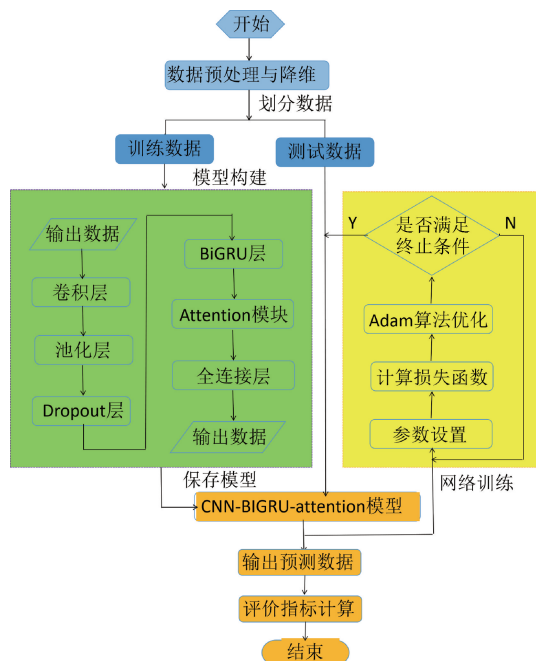 开始
数据预处理与降维
划分数据
训练数据
测试数据
模型构建
输出数据
卷积层
池化层
Dropout层
BiGRU层
Attention模块
全连接层
输出数据
Y
是否满足
终止条件
N
Adam算法优化
计算损失函数
参数设置
保存模型
网络训练
CNN-BIGRU-attention模型
输出预测数据
评价指标计算
结束